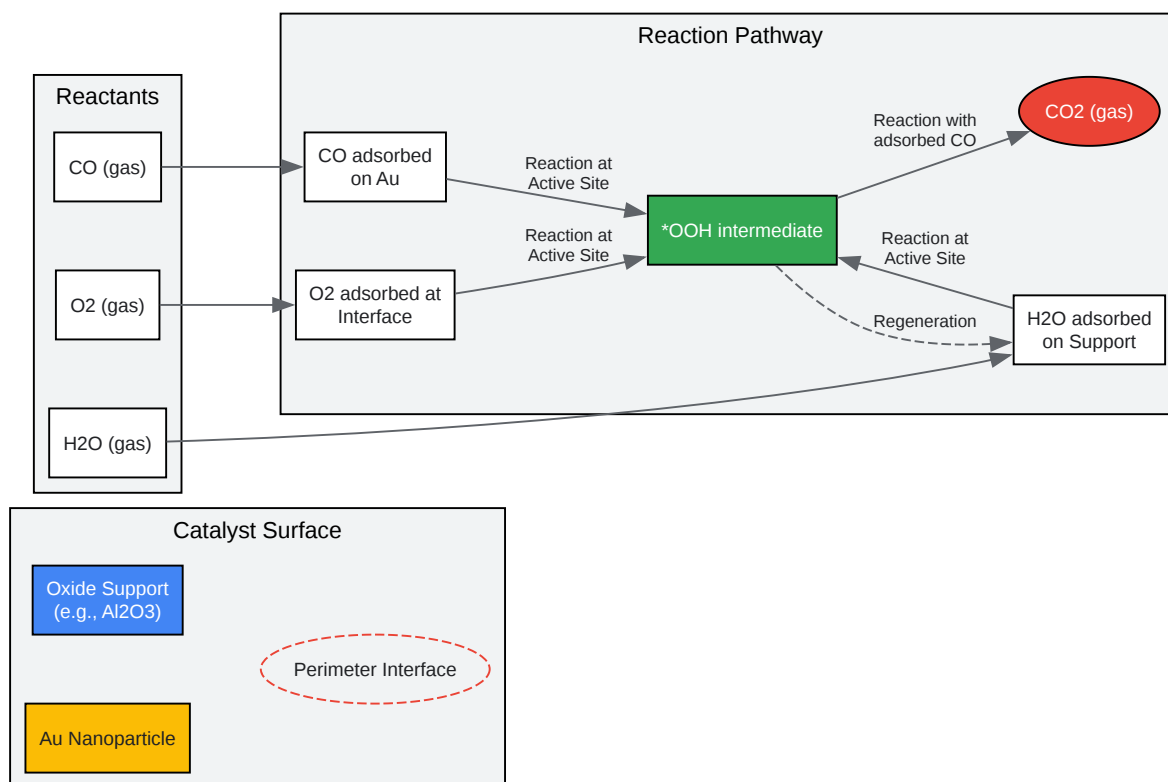 Reaction Pathway
Reactants
CO (gas)
O2 (gas)
H2O (gas)
CO adsorbed
on Au
O2 adsorbed at
Interface
Reaction at
Active Site
Reaction at
Active Site
*OOH intermediate
Reaction with
adsorbed CO
CO2 (gas)
Reaction at
Active Site
Regeneration
H2O adsorbed
on Support
Catalyst Surface
Oxide Support
(e.g., Al2O3)
Perimeter Interface
Au Nanoparticle